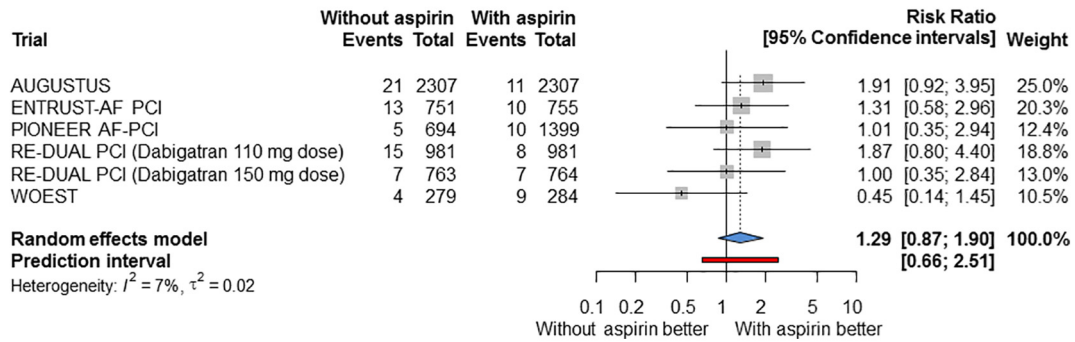 Without aspirin With aspirin Risk Ratio
Trial Events Total Events Total [95% Confidence intervals] Weight
AUGUSTUS 21 2307 11 2307 1.91 [0.92; 3.95] 25.0%
ENTRUST-AF PCI 13 751 10 755 1.31 [0.58; 2.96] 20.3%
PIONEER AF-PCI 5 694 10 1399 1.01 [0.35; 2.94] 12.4%
RE-DUAL PCI (Dabigatran 110 mg dose) 15 981 8 981 1.87 [0.80; 4.40] 18.8%
RE-DUAL PCI (Dabigatran 150 mg dose) 7 763 7 764 1.00 [0.35; 2.84] 13.0%
WOEST 4 279 9 284 0.45 [0.14; 1.45] 10.5%
Random effects model 1.29 [0.87; 1.90] 100.0%
Prediction interval [0.66; 2.51]
Heterogeneity: I² = 7%, τ² = 0.02
0.1 0.2 0.5 1 2 5 10
Without aspirin better With aspirin better